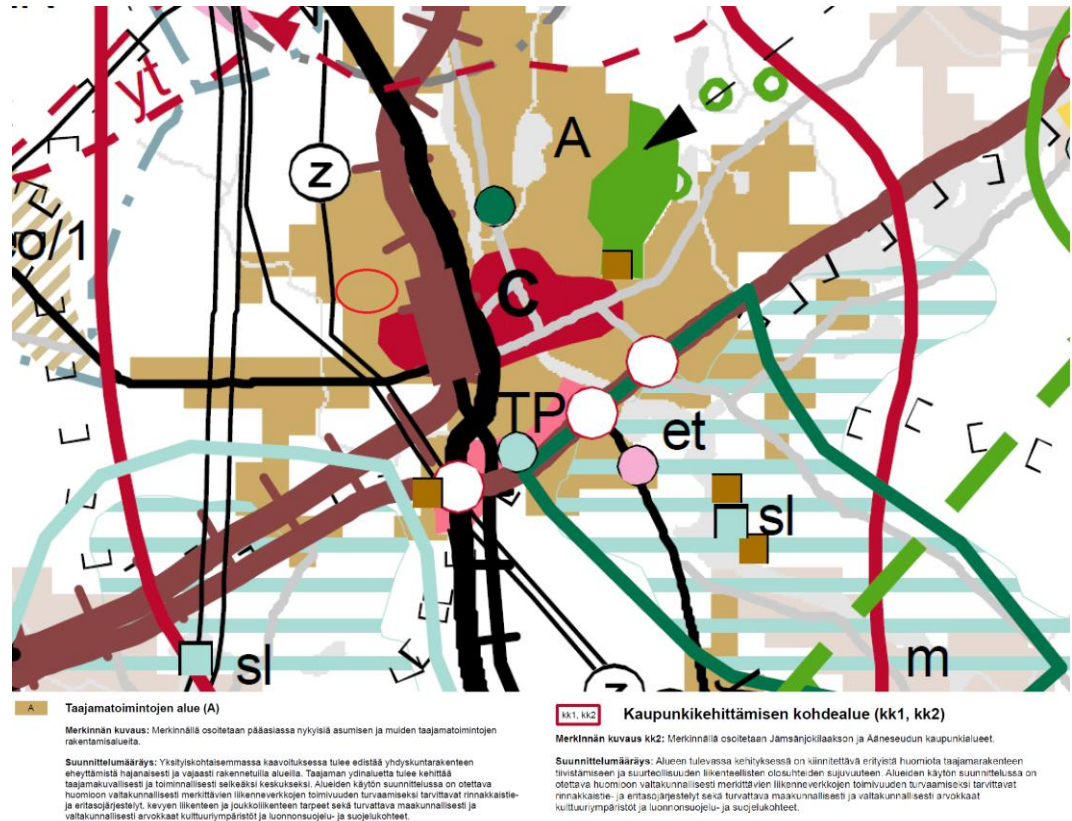 yt
A
z
o/1
C
TP
et
sl
sl
m
z
A
Taajamatoimintojen alue (A)
Merkinnän kuvaus: Merkinnällä osoitetaan pääasiassa nykyisiä asumisen ja muiden taajamatoimintojen
rakentamisalueita.
Suunnittelumääräys: Yksityiskohtaisemmassa kaavoituksessa tulee edistää yhdyskuntarakenteen
eheyttämistä hajanaisesti ja vajaasti rakennetuilla alueilla. Taajaman ydinaluetta tulee kehittää
taajamakuvallisesti ja toiminnallisesti selkeäksi keskukseksi. Alueiden käytön suunnittelussa on otettava
huomioon valtakunnallisesti merkittävien liikenneverkkojen toimivuuden turvaamiseksi tarvittavat rinnakkaistie-
ja eritasojärjestelyt, kevyen liikenteen ja joukkoliikenteen tarpeet sekä turvattava maakunnallisesti ja
valtakunnallisesti arvokkaat kulttuuriympäristöt ja luonnonsuojelu- ja suojelukohteet.
kk1, kk2
Kaupunkikehittämisen kohdealue (kk1, kk2)
Merkinnän kuvaus kk2: Merkinnällä osoitetaan Jämsänjokilaakson ja Ääneseudun kaupunkialueet.
Suunnittelumääräys: Alueen tulevassa kehityksessä on kiinnitettävä erityistä huomiota taajamarakenteen
tiivistämiseen ja suurteollisuuden liikenteellisten olosuhteiden sujuvuuteen. Alueiden käytön suunnittelussa on
otettava huomioon valtakunnallisesti merkittävien liikenneverkkojen toimivuuden turvaamiseksi tarvittavat
rinnakkaistie- ja eritasojärjestelyt sekä turvattava maakunnallisesti ja valtakunnallisesti arvokkaat
kulttuuriympäristöt ja luonnonsuojelu- ja suojelukohteet.